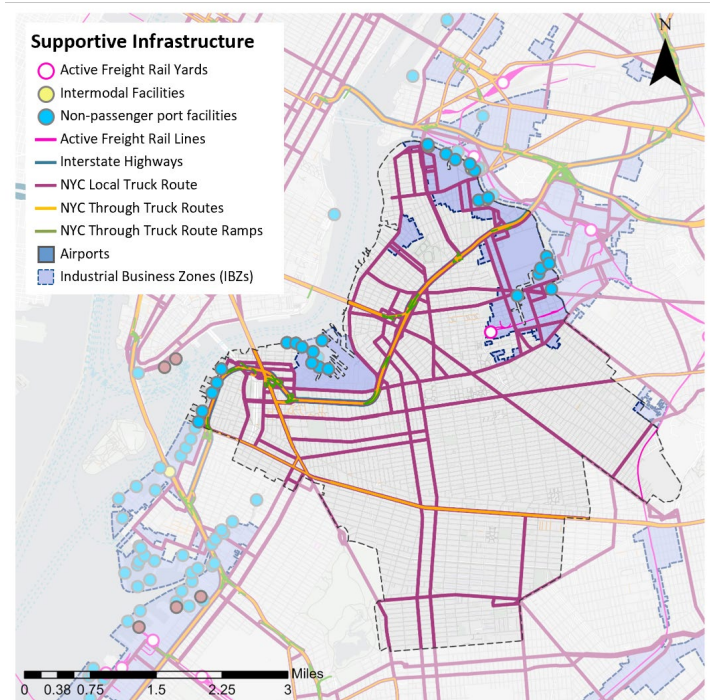 N
Supportive Infrastructure
Active Freight Rail Yards
Intermodal Facilities
Non-passenger port facilities
Active Freight Rail Lines
Interstate Highways
NYC Local Truck Route
NYC Through Truck Routes
NYC Through Truck Route Ramps
Airports
Industrial Business Zones (IBZs)
Miles
0 0.38 0.75 1.5 2.25 3